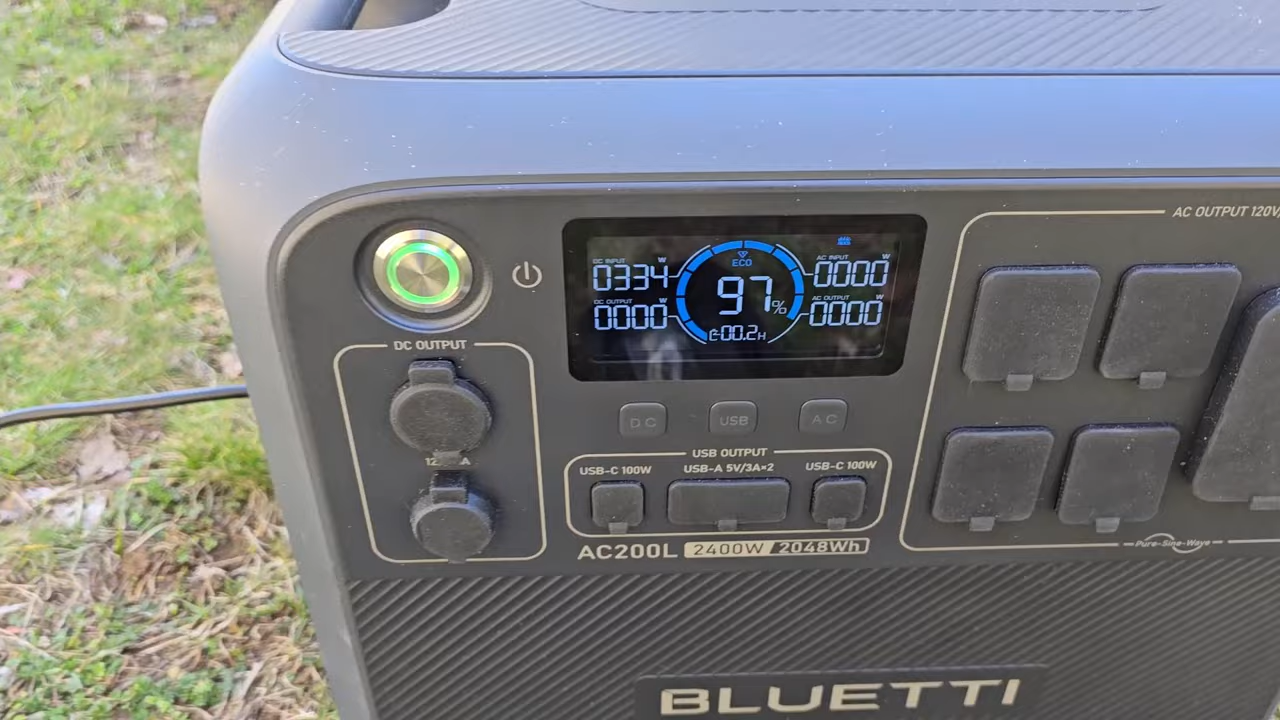 AC OUTPUT 120V
DC INPUT W
0334
DC OUTPUT W
0000
ECO
97%
00.2H
AC INPUT W
0000
AC OUTPUT W
0000
DC OUTPUT
DC
USB
AC
USB OUTPUT
USB-C 100W
USB-A 5V/3A×2
USB-C 100W
AC200L 2400W 2048Wh
Pure-Sine-Wave
BLUETTI